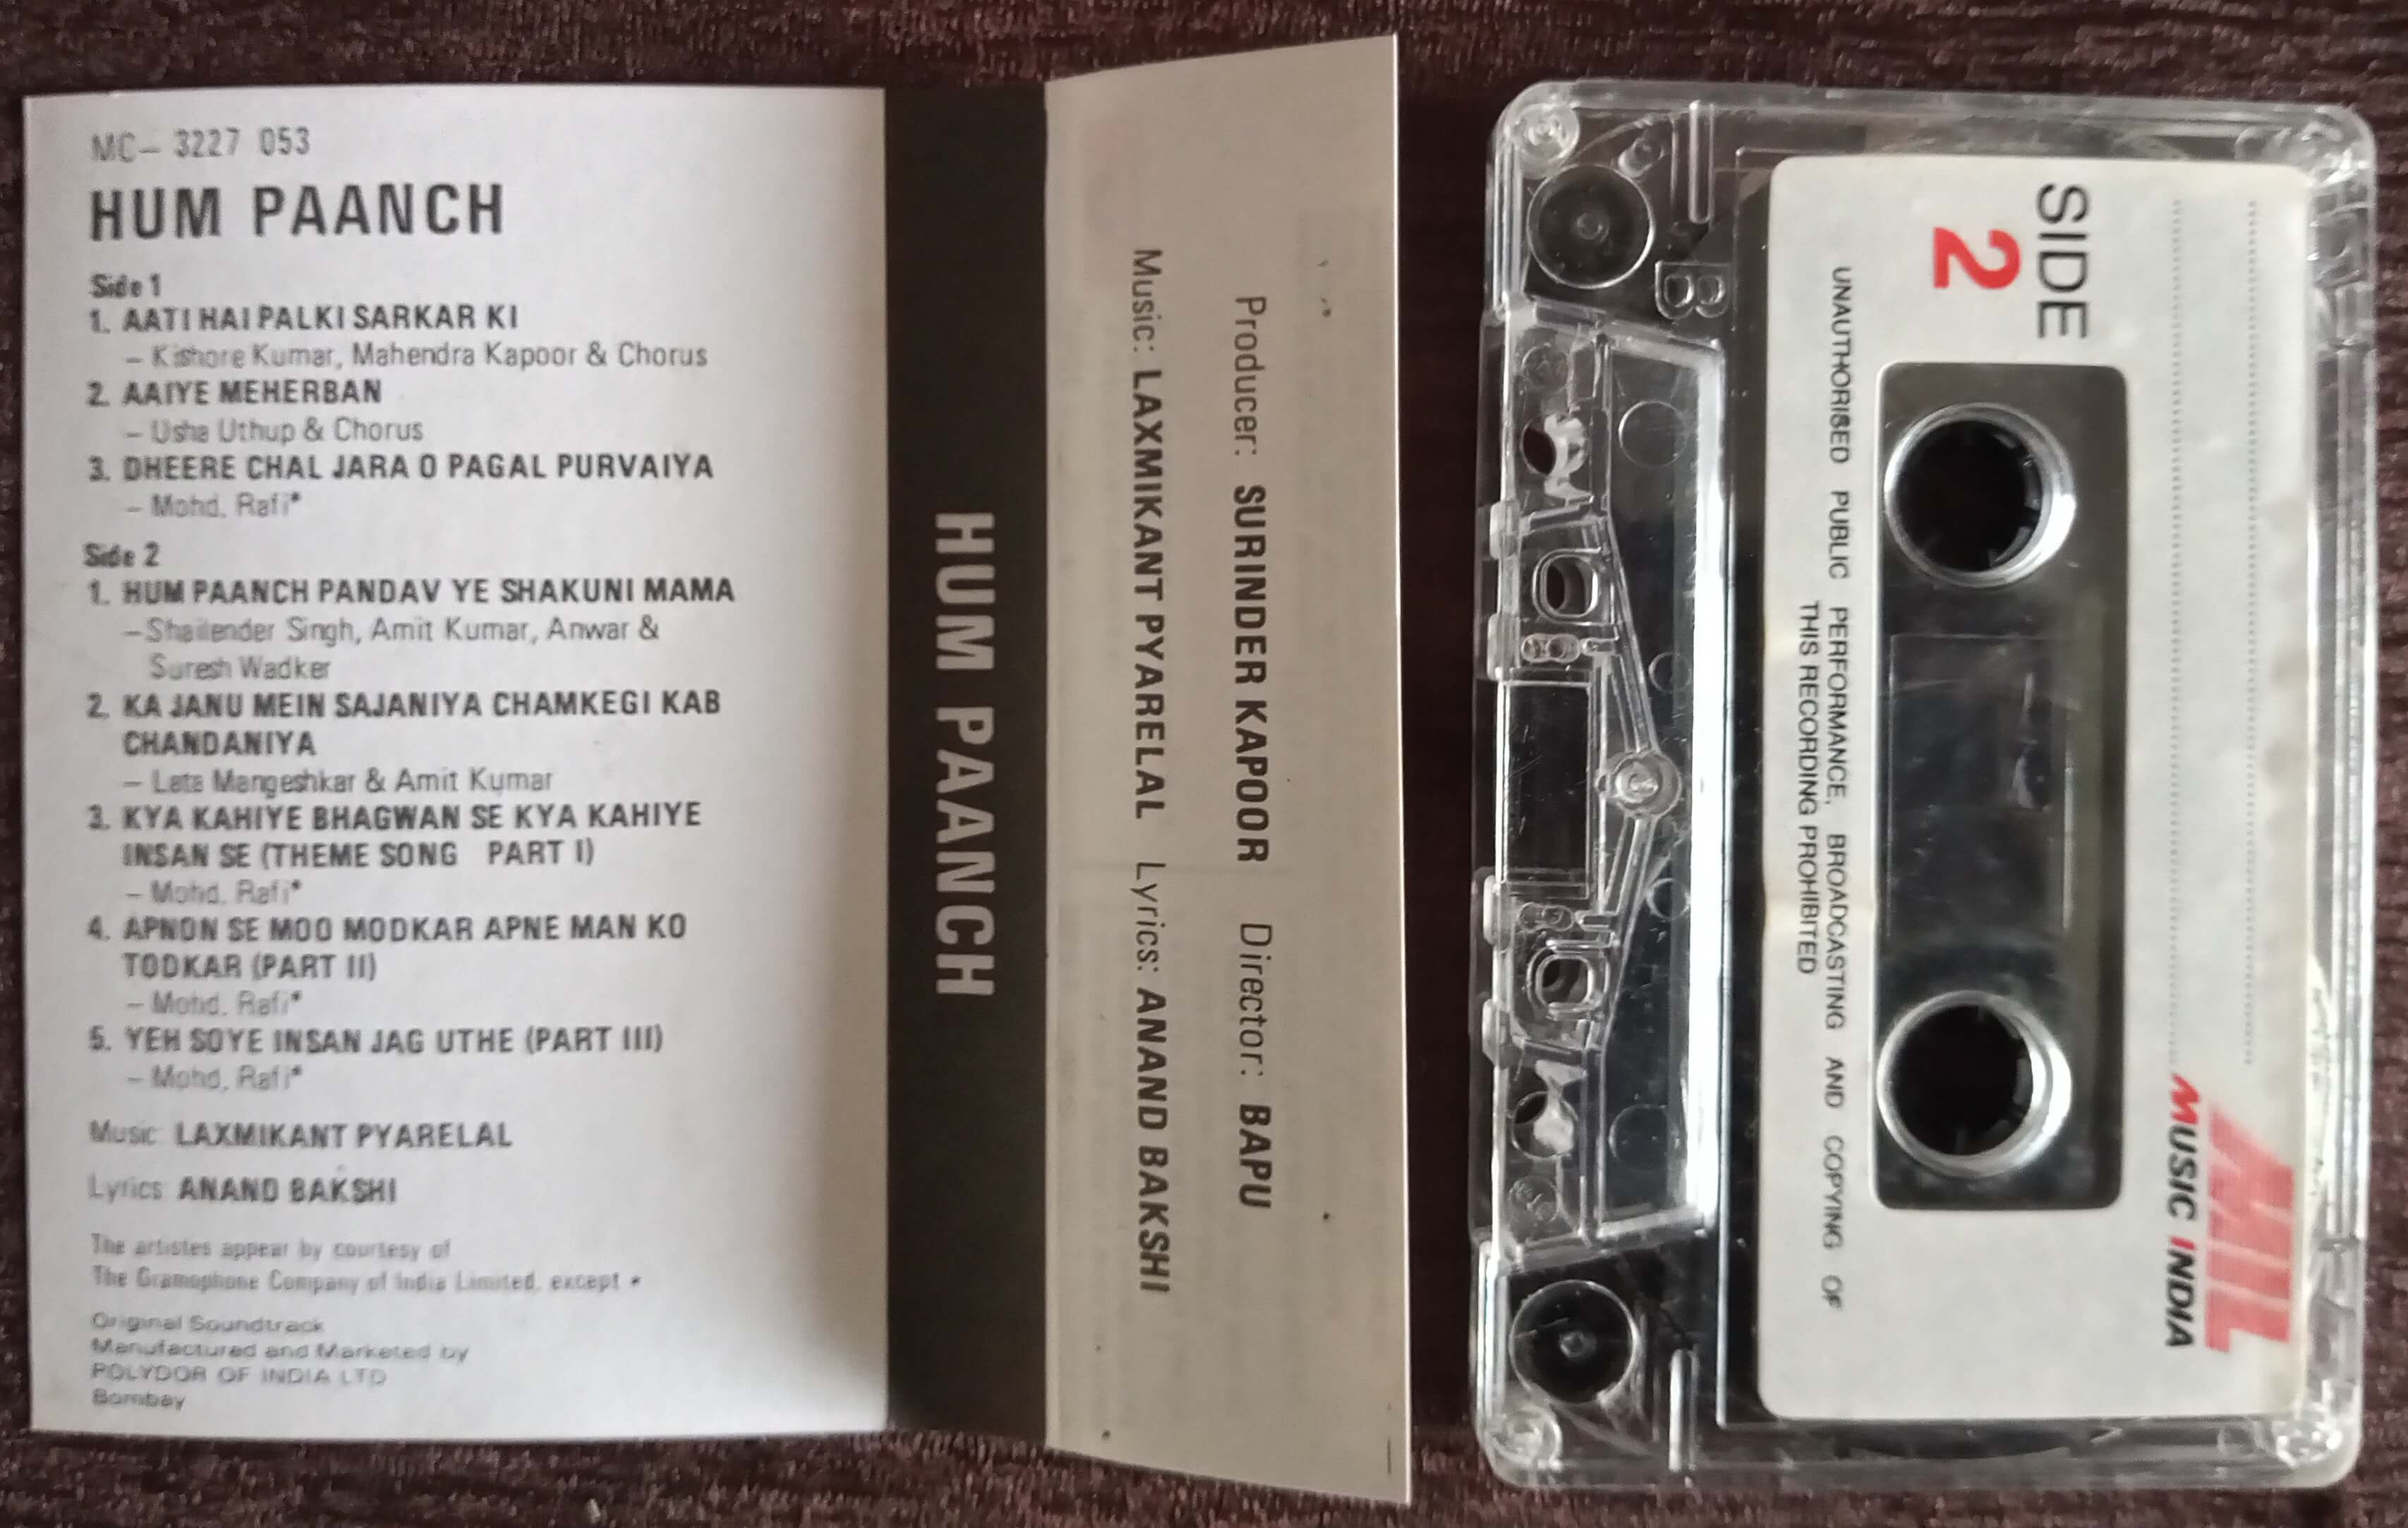 MC– 3227 053
HUM PAANCH
Side 1
1. AATI HAI PALKI SARKAR KI
– Kishore Kumar, Mahendra Kapoor & Chorus
2. AAIYE MEHERBAN
– Usha Uthup & Chorus
3. DHEERE CHAL JARA O PAGAL PURVAIYA
– Mohd. Rafi*
Side 2
1. HUM PAANCH PANDAV YE SHAKUNI MAMA
– Shailender Singh, Amit Kumar, Anwar &
Suresh Wadker
2. KA JANU MEIN SAJANIYA CHAMKEGI KAB
CHANDANIYA
– Lata Mangeshkar & Amit Kumar
3. KYA KAHIYE BHAGWAN SE KYA KAHIYE
INSAN SE (THEME SONG PART I)
– Mohd. Rafi*
4. APNON SE MOO MODKAR APNE MAN KO
TODKAR (PART II)
– Mohd. Rafi*
5. YEH SOYE INSAN JAG UTHE (PART III)
– Mohd. Rafi*
Music: LAXMIKANT PYARELAL
Lyrics: ANAND BAKSHI
The artistes appear by courtesy of
The Gramophone Company of India Limited, except *
Original Soundtrack
Manufactured and Marketed by
POLYDOR OF INDIA LTD
Bombay
HUM PAANCH
Producer: SURINDER KAPOOR Director: BAPU
Music: LAXMIKANT PYARELAL Lyrics: ANAND BAKSHI
MIL
MUSIC INDIA
SIDE
2
UNAUTHORISED PUBLIC PERFORMANCE, BROADCASTING AND COPYING OF
THIS RECORDING PROHIBITED
B